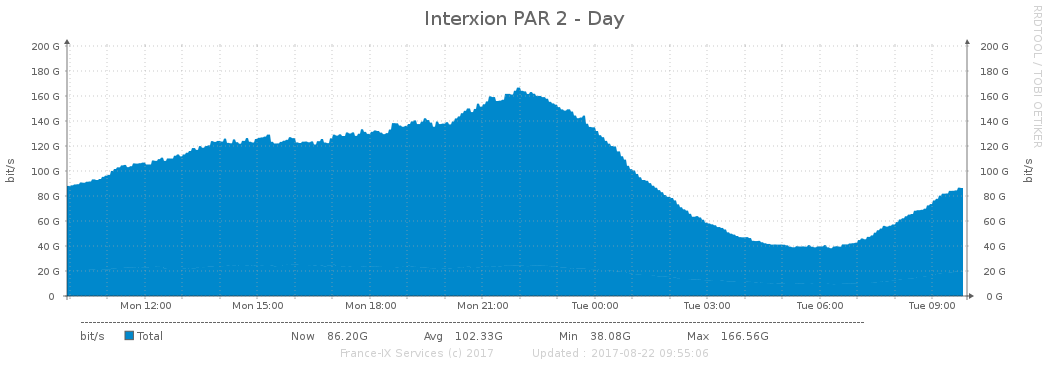 Interxion PAR 2 - Day
RRDTOOL / TOBI OETIKER
bit/s
200 G 200 G
180 G 180 G
160 G 160 G
140 G 140 G
120 G 120 G
100 G 100 G
80 G 80 G
60 G 60 G
40 G 40 G
20 G 20 G
0 0 G
bit/s
Mon 12:00 Mon 15:00 Mon 18:00 Mon 21:00 Tue 00:00 Tue 03:00 Tue 06:00 Tue 09:00
bit/s Total Now 86.20G Avg 102.33G Min 38.08G Max 166.56G
France-IX Services (c) 2017 Updated : 2017-08-22 09:55:06